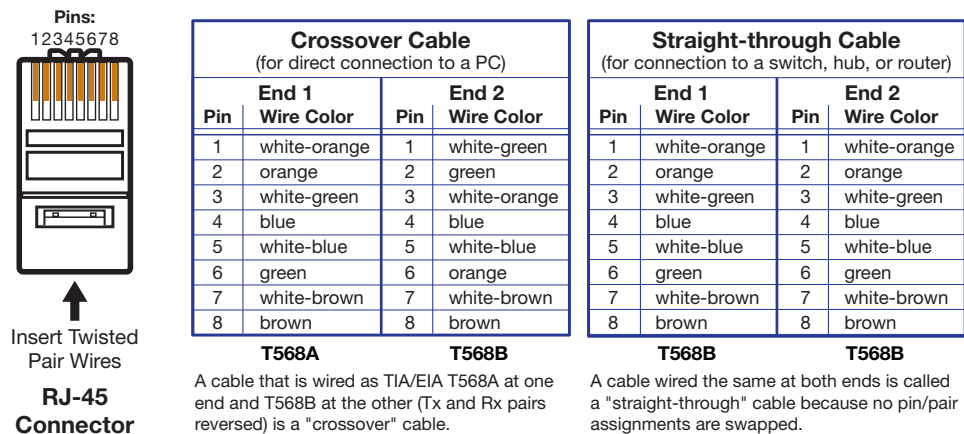 Pins:
12345678
Insert Twisted
Pair Wires
RJ-45
Connector
Crossover Cable
(for direct connection to a PC)
End 1 End 2
Pin Wire Color Pin Wire Color
1 white-orange 1 white-green
2 orange 2 green
3 white-green 3 white-orange
4 blue 4 blue
5 white-blue 5 white-blue
6 green 6 orange
7 white-brown 7 white-brown
8 brown 8 brown
T568A T568B
A cable that is wired as TIA/EIA T568A at one
end and T568B at the other (Tx and Rx pairs
reversed) is a "crossover" cable.
Straight-through Cable
(for connection to a switch, hub, or router)
End 1 End 2
Pin Wire Color Pin Wire Color
1 white-orange 1 white-orange
2 orange 2 orange
3 white-green 3 white-green
4 blue 4 blue
5 white-blue 5 white-blue
6 green 6 green
7 white-brown 7 white-brown
8 brown 8 brown
T568B T568B
A cable wired the same at both ends is called
a "straight-through" cable because no pin/pair
assignments are swapped.